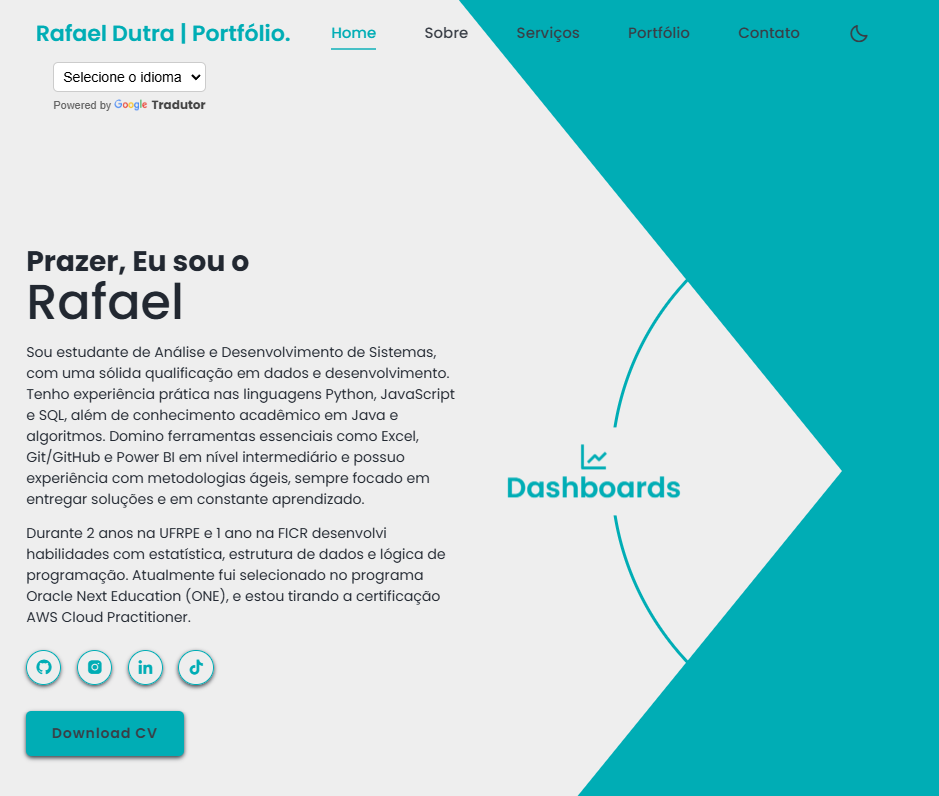 Rafael Dutra | Portfólio.
Home
Sobre
Serviços
Portfólio
Contato
Selecione o idioma
Powered by Google Tradutor
Prazer, Eu sou o
Rafael
Sou estudante de Análise e Desenvolvimento de Sistemas,
com uma sólida qualificação em dados e desenvolvimento.
Tenho experiência prática nas linguagens Python, JavaScript
e SQL, além de conhecimento acadêmico em Java e
algoritmos. Domino ferramentas essenciais como Excel,
Git/GitHub e Power BI em nível intermediário e possuo
experiência com metodologias ágeis, sempre focado em
entregar soluções e em constante aprendizado.
Durante 2 anos na UFRPE e 1 ano na FICR desenvolvi
habilidades com estatística, estrutura de dados e lógica de
programação. Atualmente fui selecionado no programa
Oracle Next Education (ONE), e estou tirando a certificação
AWS Cloud Practitioner.
Dashboards
Download CV